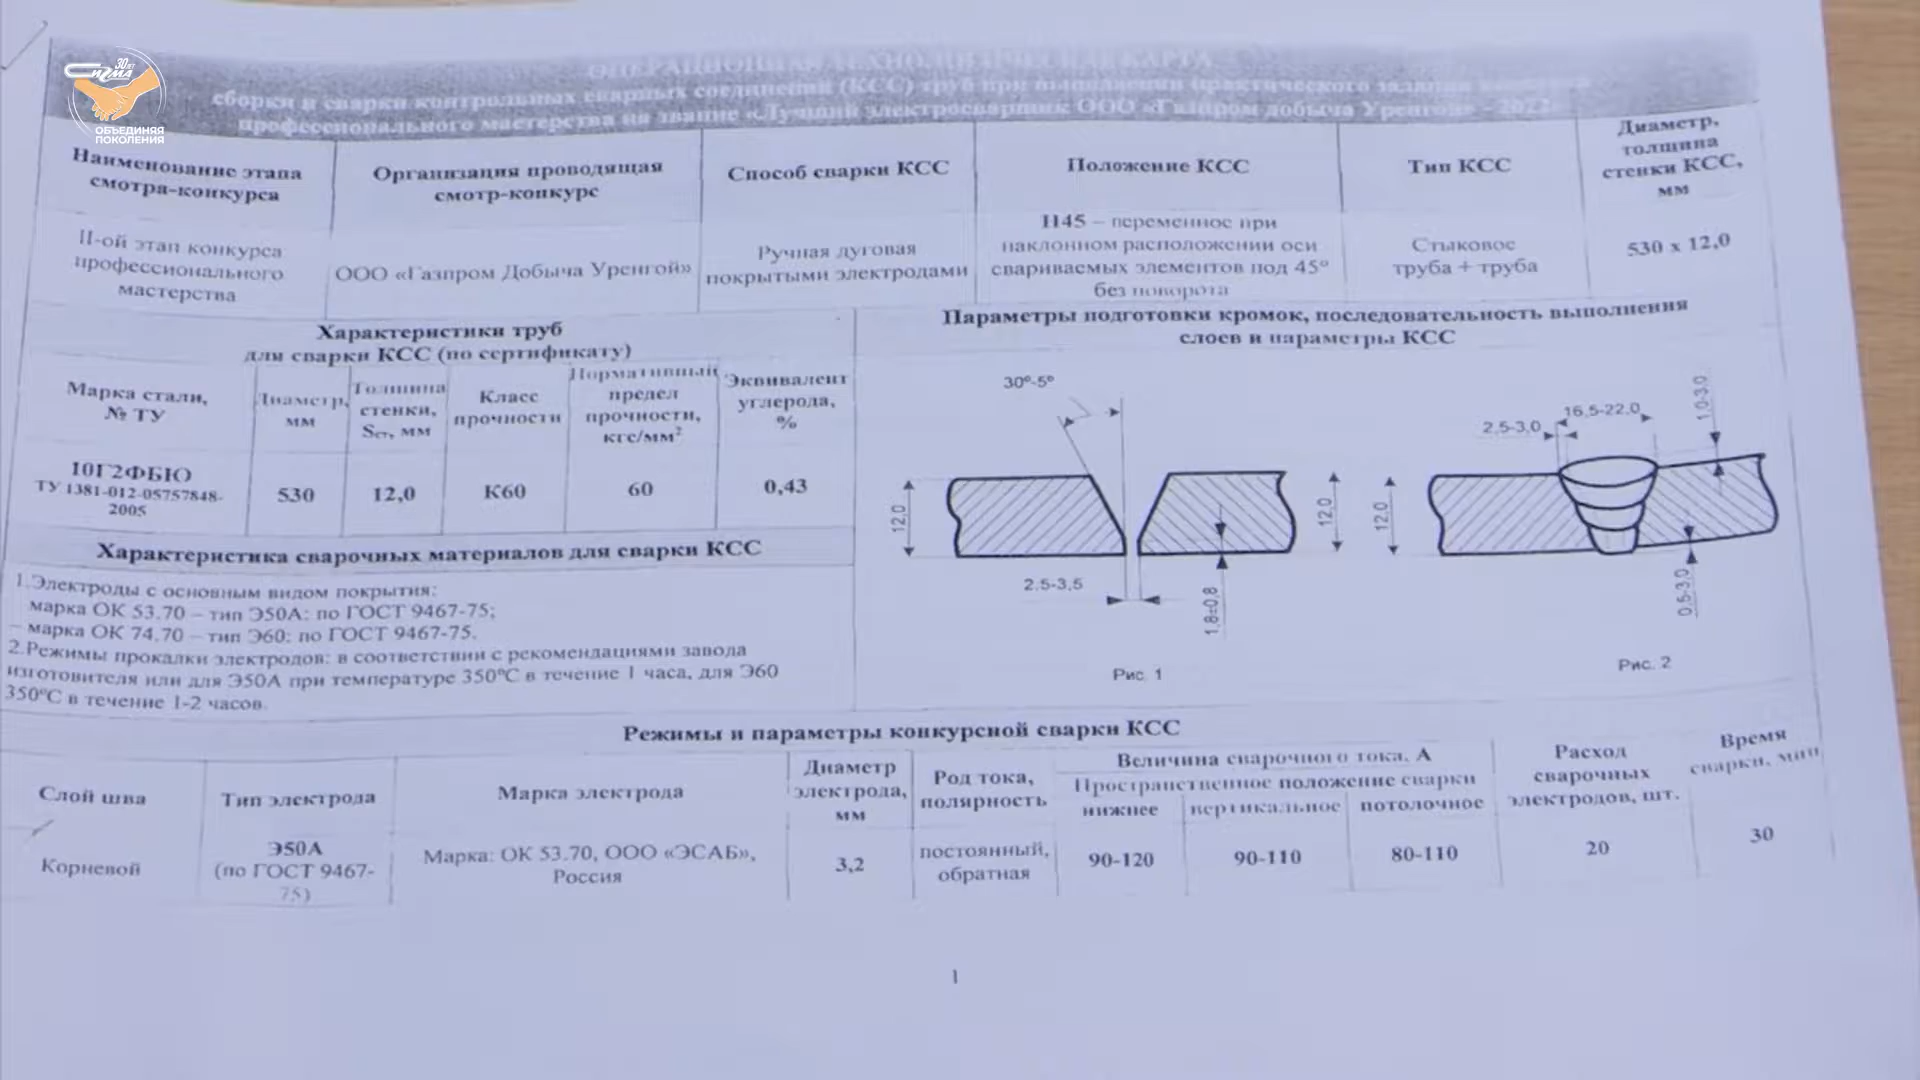 30 лет
СИГМА
ОБЪЕДИНЯЯ
ПОКОЛЕНИЯ
ОПЕРАЦИОННАЯ ТЕХНОЛОГИЧЕСКАЯ КАРТА
сборки и сварки контрольных сварных соединений (КСС) труб при выполнении практического задания
профессионального мастерства на звание «Лучший электросварщик ООО «Газпром добыча Уренгой» - 2022
Наименование этапа
смотра-конкурса
Организация проводящая
смотр-конкурс
Способ сварки КСС
Положение КСС
Тип КСС
Диаметр,
толщина
стенки КСС,
мм
II-ой этап конкурса
профессионального
мастерства
ООО «Газпром Добыча Уренгой»
Ручная дуговая
покрытыми электродами
Н45 – переменное при
наклонном расположении оси
свариваемых элементов под 45°
без поворота
Стыковое
труба + труба
530 х 12,0
Характеристики труб
для сварки КСС (по сертификату)
Марка стали,
№ ТУ
Диаметр,
мм
Толщина
стенки,
Sст, мм
Класс
прочности
Нормативный
предел
прочности,
кгс/мм²
Эквивалент
углерода,
%
10Г2ФБЮ
ТУ 1381-012-05757848-
2005
530
12,0
К60
60
0,43
Характеристика сварочных материалов для сварки КСС
1.Электроды с основным видом покрытия:
марка ОК 53.70 – тип Э50А: по ГОСТ 9467-75;
– марка ОК 74.70 – тип Э60: по ГОСТ 9467-75.
2.Режимы прокалки электродов: в соответствии с рекомендациями завода
изготовителя или для Э50А при температуре 350°С в течение 1 часа, для Э60
350°С в течение 1-2 часов.
Параметры подготовки кромок, последовательность выполнения
слоев и параметры КСС
30°-5°
12,0
2,5-3,5
1,8±0,8
12,0
Рис. 1
12,0
2,5-3,0
16,5-22,0
1,0-3,0
0,5-3,0
Рис. 2
Режимы и параметры конкурсной сварки КСС
Слой шва
Тип электрода
Марка электрода
Диаметр
электрода,
мм
Род тока,
полярность
Величина сварочного тока, А
Пространственное положение сварки
нижнее
вертикальное
потолочное
Расход
сварочных
электродов, шт.
Время
сварки, мин
Корневой
Э50А
(по ГОСТ 9467-
75)
Марка: ОК 53.70, ООО «ЭСАБ»,
Россия
3,2
постоянный,
обратная
90-120
90-110
80-110
20
30
1